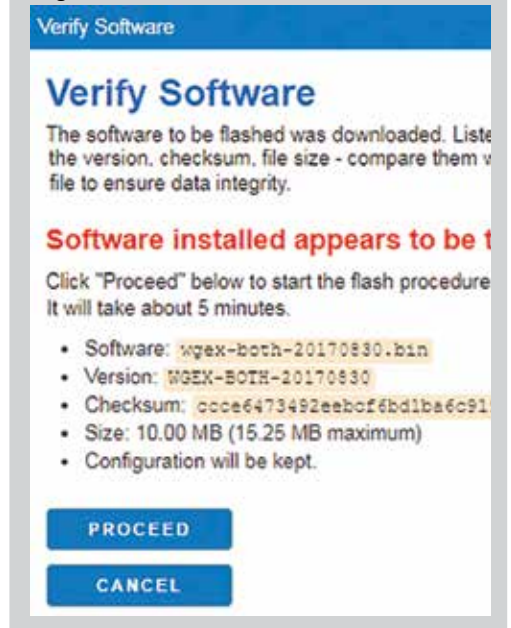 Verify Software
Verify Software
The software to be flashed was downloaded. Liste
the version, checksum, file size - compare them w
file to ensure data integrity.
Software installed appears to be t
Click "Proceed" below to start the flash procedure
It will take about 5 minutes.
• Software: wgex-both-20170830.bin
• Version: WGEX-BOTH-20170830
• Checksum: ccce6473492eebcf6bd1ba6c91
• Size: 10.00 MB (15.25 MB maximum)
• Configuration will be kept.
PROCEED
CANCEL